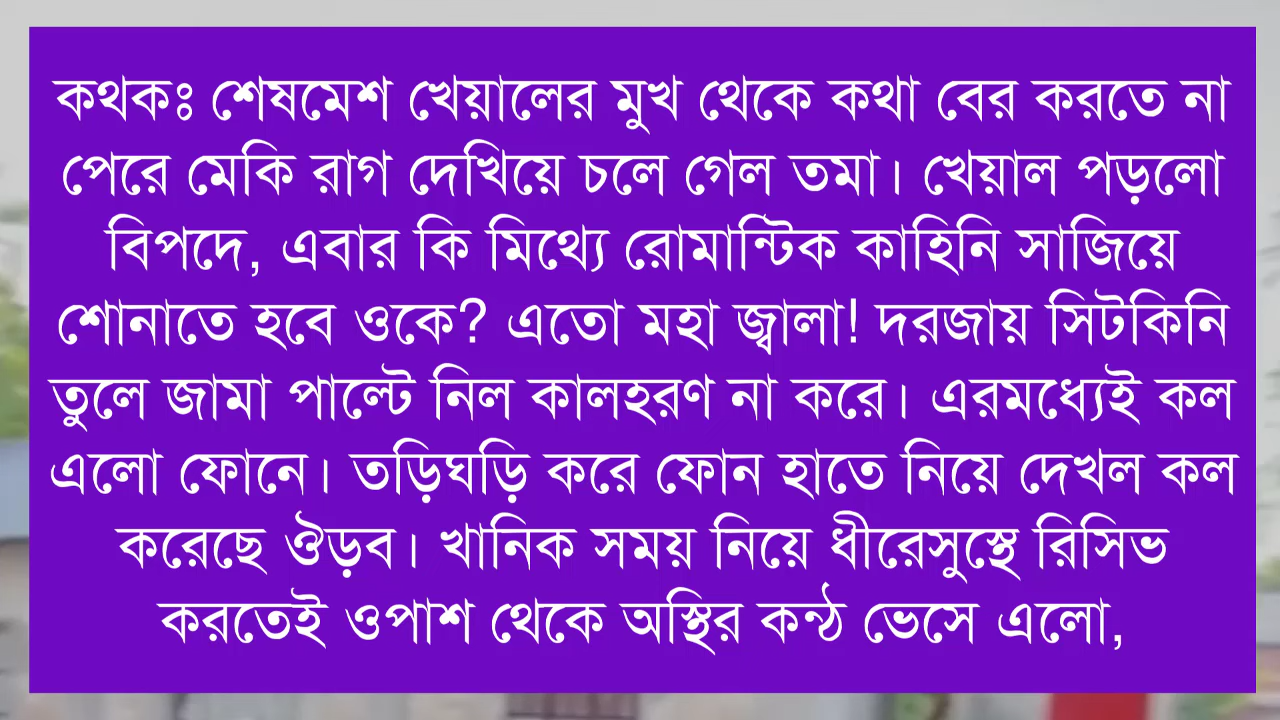 কথকঃ শেষমেশ খেয়ালের মুখ থেকে কথা বের করতে না
পেরে মেকি রাগ দেখিয়ে চলে গেল তমা। খেয়াল পড়লো
বিপদে, এবার কি মিথ্যে রোমান্টিক কাহিনি সাজিয়ে
শোনাতে হবে ওকে? এতো মহা জ্বালা! দরজায় সিটকিনি
তুলে জামা পাল্টে নিল কালহরণ না করে। এরমধ্যেই কল
এলো ফোনে। তড়িঘড়ি করে ফোন হাতে নিয়ে দেখল কল
করেছে ঔড়ব। খানিক সময় নিয়ে ধীরেসুস্থে রিসিভ
করতেই ওপাশ থেকে অস্থির কন্ঠ ভেসে এলো,